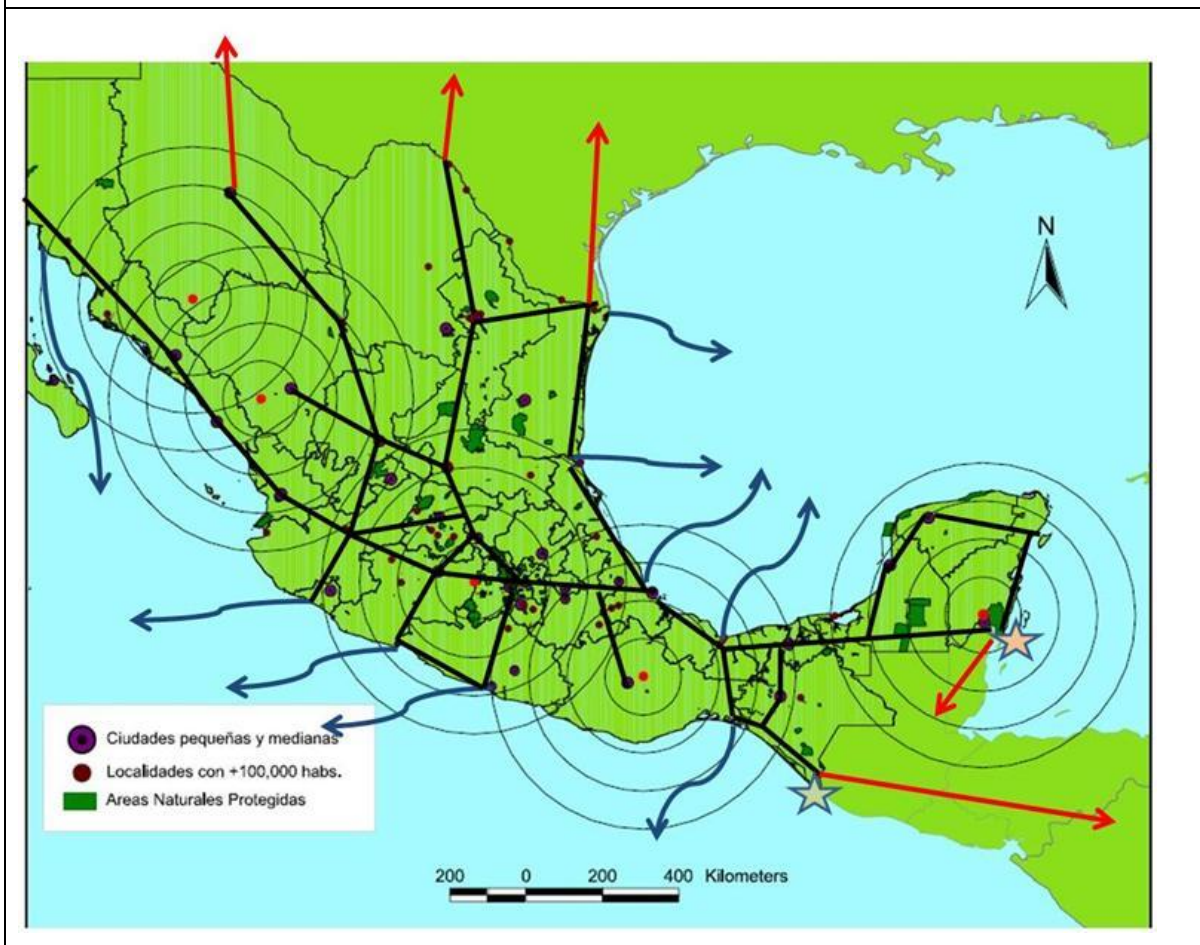 N
Ciudades pequeñas y medianas
Localidades con +100,000 habs.
Areas Naturales Protegidas
200 0 200 400 Kilometers